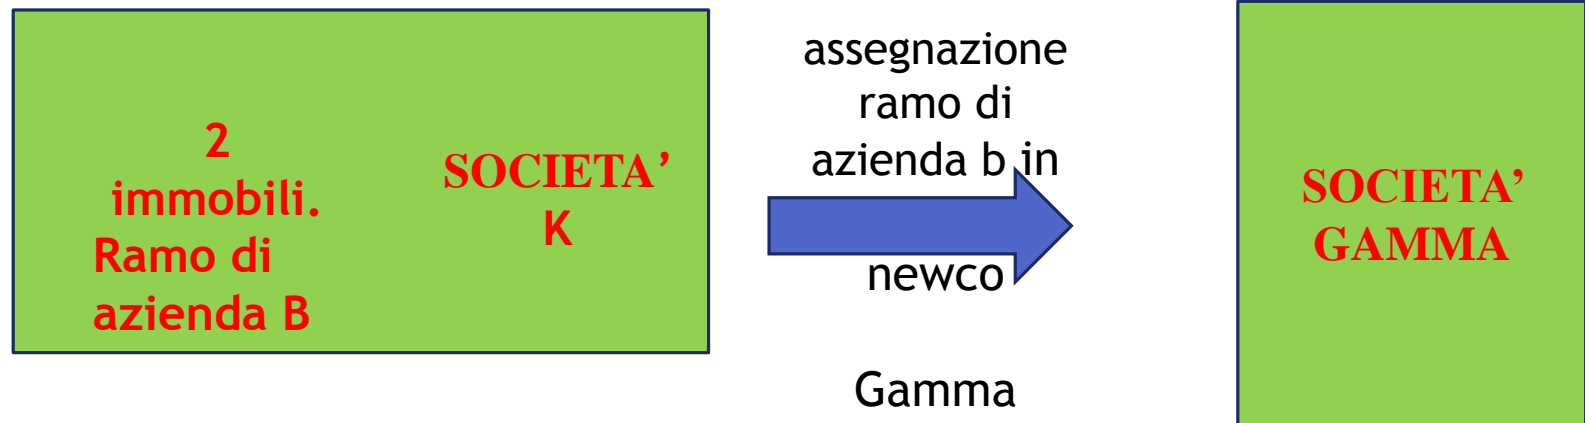 2
immobili.
Ramo di
azienda B
SOCIETA’
K
assegnazione
ramo di
azienda b in
newco
Gamma
SOCIETA’
GAMMA